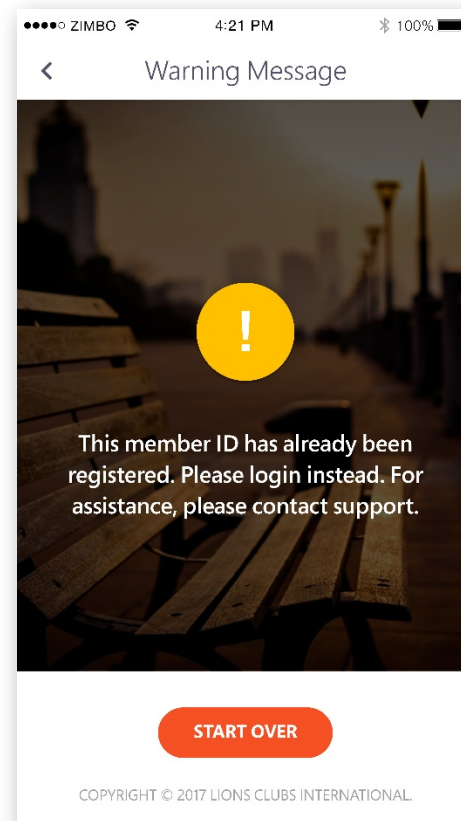 ZIMBO 4:21 PM 100%
Warning Message
!
This member ID has already been
registered. Please login instead. For
assistance, please contact support.
START OVER
COPYRIGHT © 2017 LIONS CLUBS INTERNATIONAL.